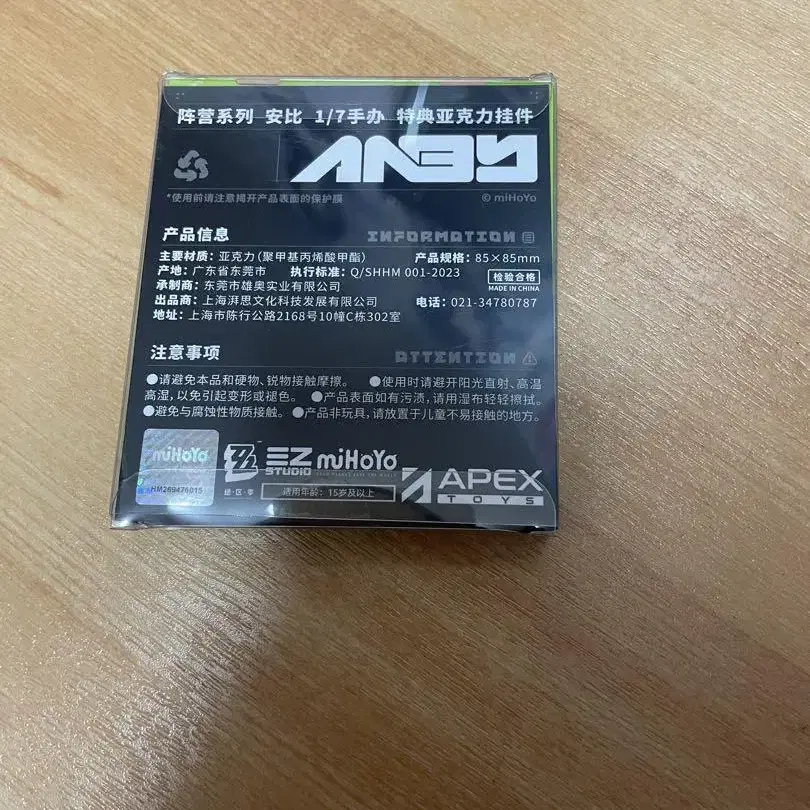 阵营系列 安比 1/7手办 特典亚克力挂件
ANBY
*使用前请注意揭开产品表面的保护膜
© miHoYo
产品信息
INFORMATION
主要材质：亚克力（聚甲基丙烯酸甲酯）
产品规格：85×85mm
产地：广东省东莞市 执行标准：Q/SHHM 001-2023
检验合格
MADE IN CHINA
承制商：东莞市雄奥实业有限公司
出品商：上海湃思文化科技发展有限公司
电话：021-34780787
地址：上海市陈行公路2168号10幢C栋302室
注意事项
ATTENTION
●请避免本品和硬物、锐物接触摩擦。 ●使用时请避开阳光直射、高温
高湿，以免引起变形或褪色。 ●产品表面如有污渍，请用湿布轻轻擦拭。
●避免与腐蚀性物质接触。 ●产品非玩具，请放置于儿童不易接触的地方。
miHoYo
HM269476015
绝·区·零
EZ
STUDIO
miHoYo
适用年龄：15岁及以上
APEX
TOYS